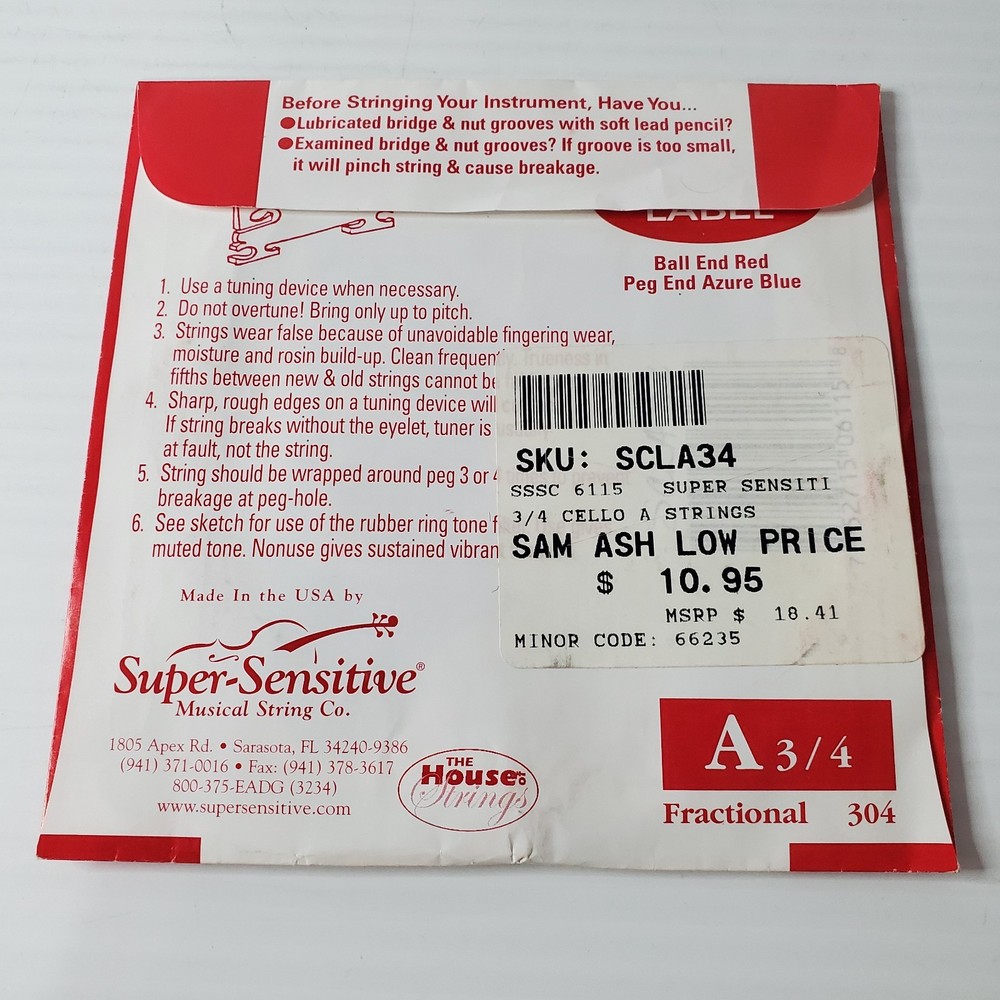 Before Stringing Your Instrument, Have You...
●Lubricated bridge & nut grooves with soft lead pencil?
●Examined bridge & nut grooves? If groove is too small,
it will pinch string & cause breakage.
LABEL
Ball End Red
Peg End Azure Blue
1. Use a tuning device when necessary.
2. Do not overtune! Bring only up to pitch.
3. Strings wear false because of unavoidable fingering wear,
moisture and rosin build-up. Clean frequently. Trueness in
fifths between new & old strings cannot be
4. Sharp, rough edges on a tuning device will
If string breaks without the eyelet, tuner is usually
at fault, not the string.
5. String should be wrapped around peg 3 or 4
breakage at peg-hole.
6. See sketch for use of the rubber ring tone
muted tone. Nonuse gives sustained
SKU: SCLA34
SSSC 6115 SUPER SENSITI
3/4 CELLO A STRINGS
SAM ASH LOW PRICE
$ 10.95
MSRP $ 18.41
MINOR CODE: 66235
Made In the USA by
Super-Sensitive®
Musical String Co.
1805 Apex Rd. • Sarasota, FL 34240-9386
(941) 371-0016 • Fax: (941) 378-3617
800-375-EADG (3234)
www.supersensitive.com
THE
House OF
Strings
A 3/4
Fractional 304